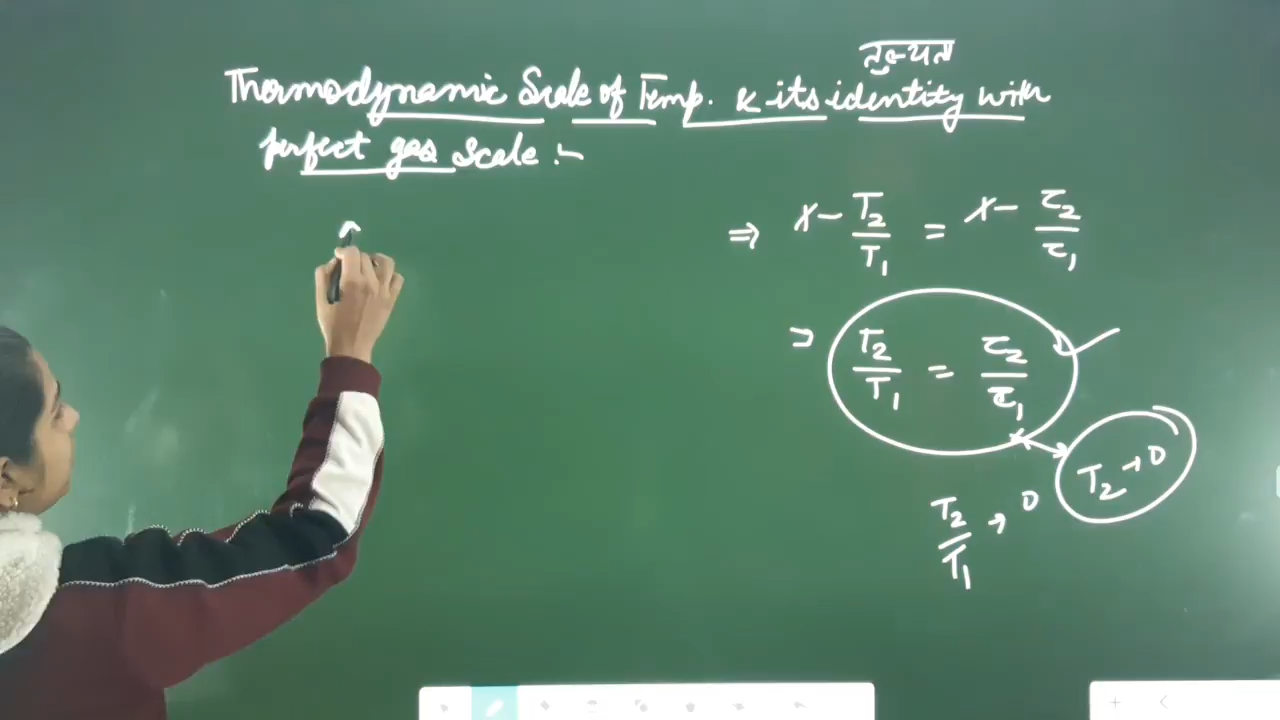 तुल्यता
Thermodynamic Scale of Temp. & its identity with
perfect gas Scale :-
⇒ 1 - T₂/T₁ = 1 - τ₂/τ₁
⇒ T₂/T₁ = τ₂/τ₁
T₂ → 0
T₂/T₁ → 0